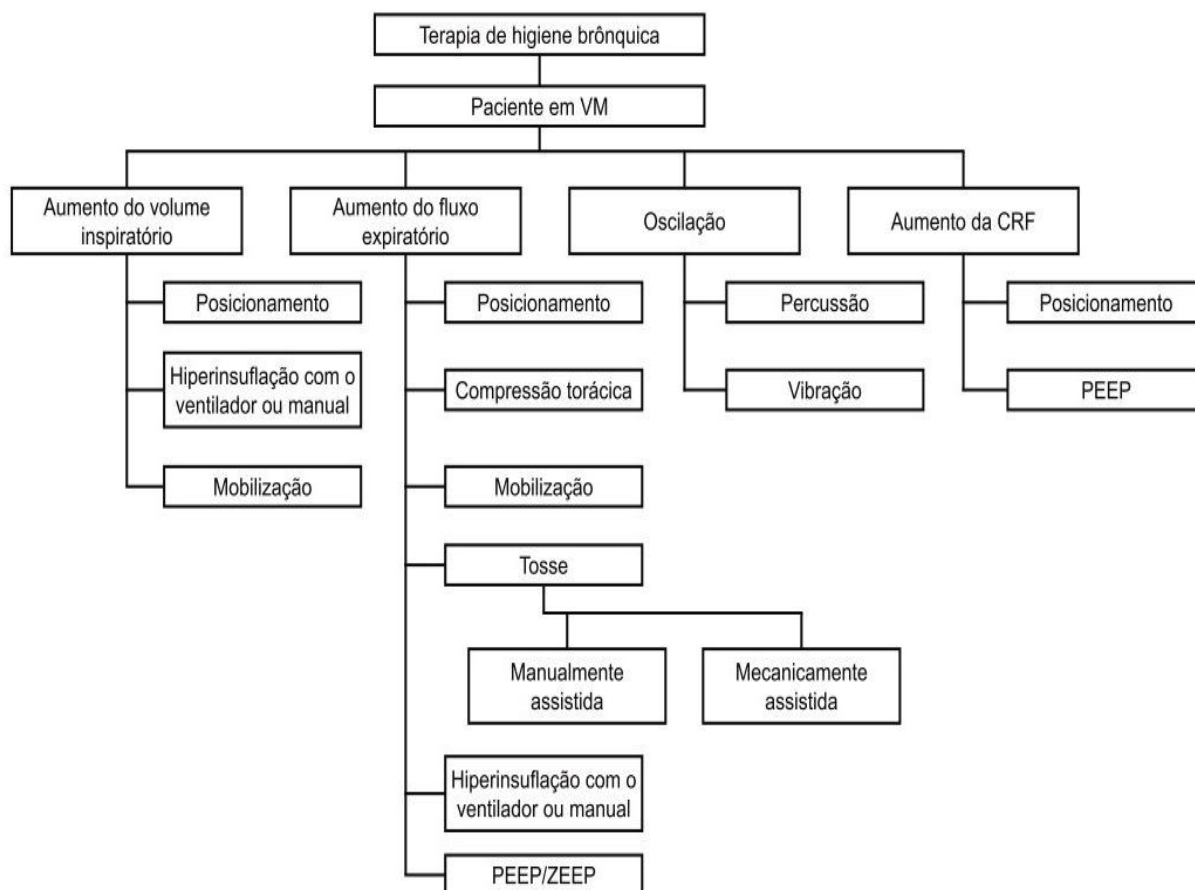 Terapia de higiene brônquica
Paciente em VM
Aumento do volume
inspiratório
Posicionamento
Hiperinsuflação com o
ventilador ou manual
Mobilização
Aumento do fluxo
expiratório
Posicionamento
Compressão torácica
Mobilização
Tosse
Manualmente
assistida
Mecanicamente
assistida
Hiperinsuflação com o
ventilador ou manual
PEEP/ZEEP
Oscilação
Percussão
Vibração
Aumento da CRF
Posicionamento
PEEP